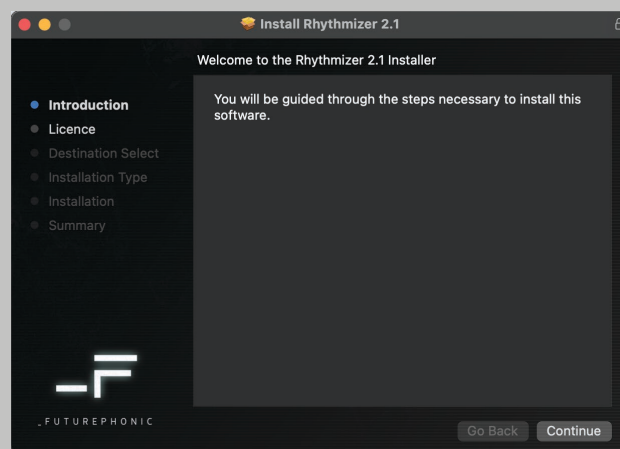 Install Rhythmizer 2.1
Welcome to the Rhythmizer 2.1 Installer
Introduction
Licence
Destination Select
Installation Type
Installation
Summary
You will be guided through the steps necessary to install this
software.
_FUTUREPHONIC
Go Back
Continue